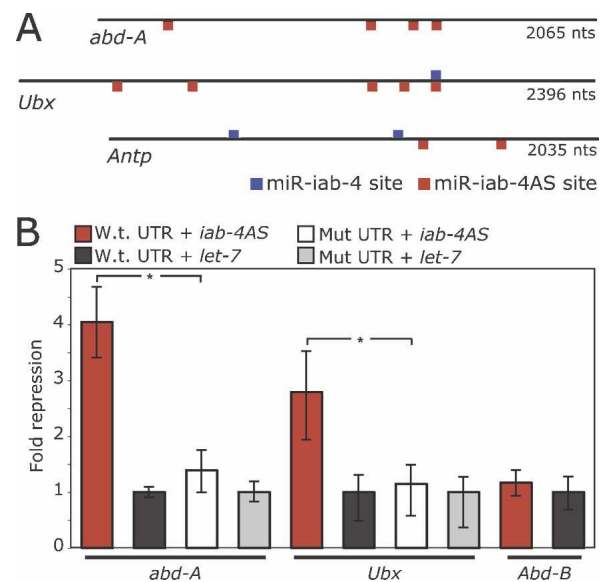 A
abd-A
2065 nts
Ubx
2396 nts
Antp
2035 nts
miR-iab-4 site miR-iab-4AS site
B
W.t. UTR + iab-4AS Mut UTR + iab-4AS
W.t. UTR + let-7 Mut UTR + let-7
Fold repression
5
4
3
2
1
0
*
*
abd-A Ubx Abd-B